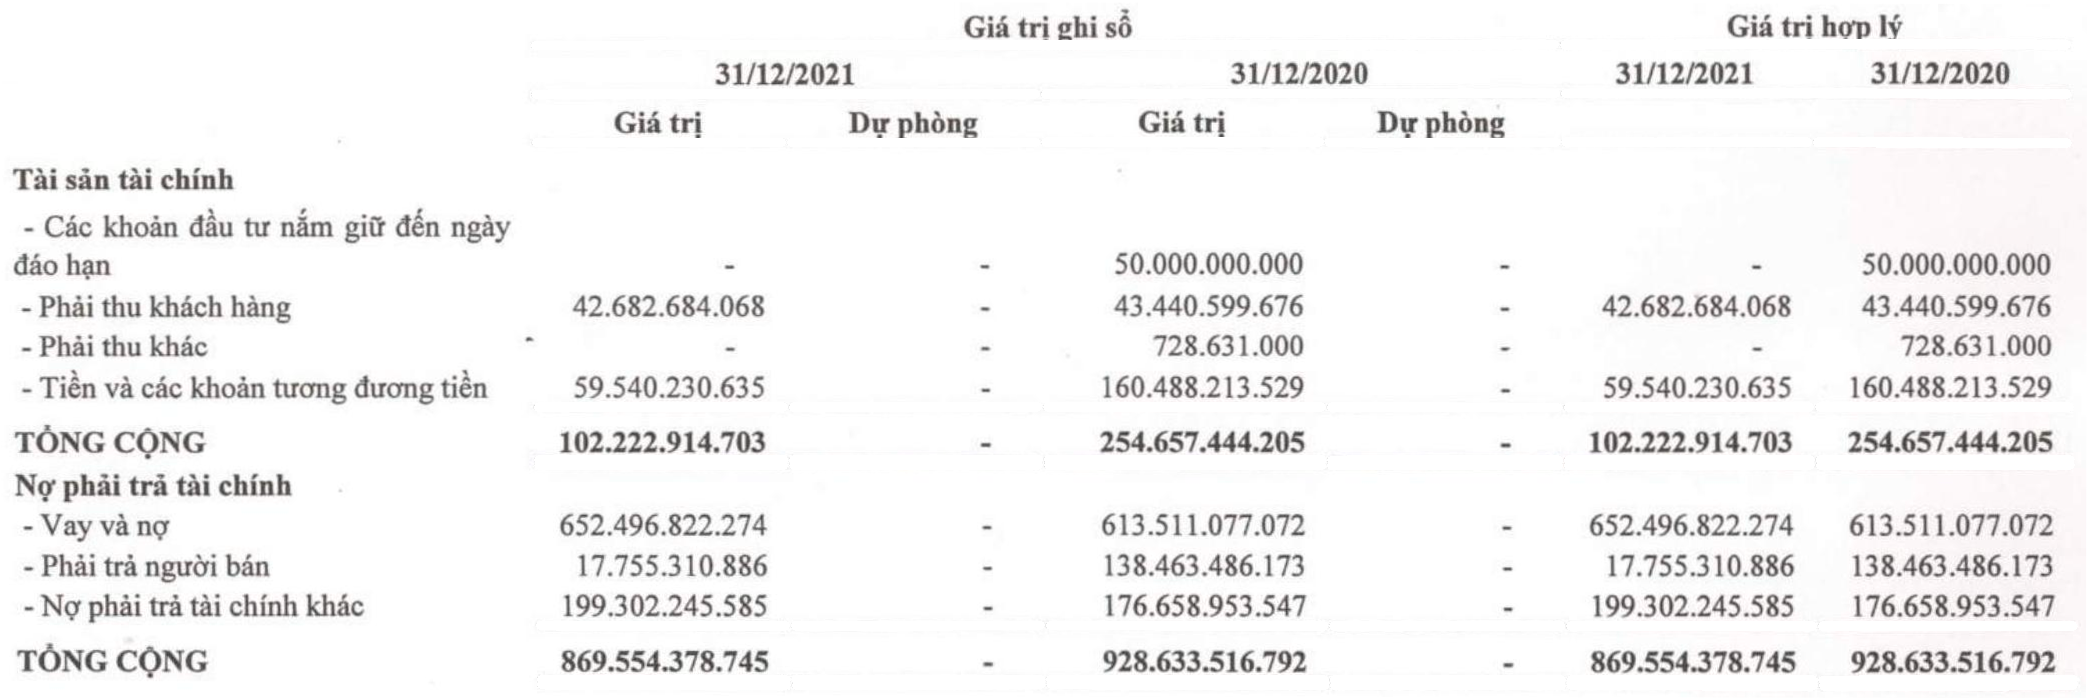 Giá trị ghi sổ Giá trị hợp lý
31/12/2021 31/12/2020 31/12/2021 31/12/2020
Giá trị Dự phòng Giá trị Dự phòng
Tài sản tài chính
- Các khoản đầu tư nắm giữ đến ngày
đáo hạn - - 50.000.000.000 - - 50.000.000.000
- Phải thu khách hàng 42.682.684.068 - 43.440.599.676 - 42.682.684.068 43.440.599.676
- Phải thu khác - - 728.631.000 - - 728.631.000
- Tiền và các khoản tương đương tiền 59.540.230.635 - 160.488.213.529 - 59.540.230.635 160.488.213.529
TỔNG CỘNG 102.222.914.703 - 254.657.444.205 - 102.222.914.703 254.657.444.205
Nợ phải trả tài chính
- Vay và nợ 652.496.822.274 - 613.511.077.072 - 652.496.822.274 613.511.077.072
- Phải trả người bán 17.755.310.886 - 138.463.486.173 - 17.755.310.886 138.463.486.173
- Nợ phải trả tài chính khác 199.302.245.585 - 176.658.953.547 - 199.302.245.585 176.658.953.547
TỔNG CỘNG 869.554.378.745 - 928.633.516.792 - 869.554.378.745 928.633.516.792